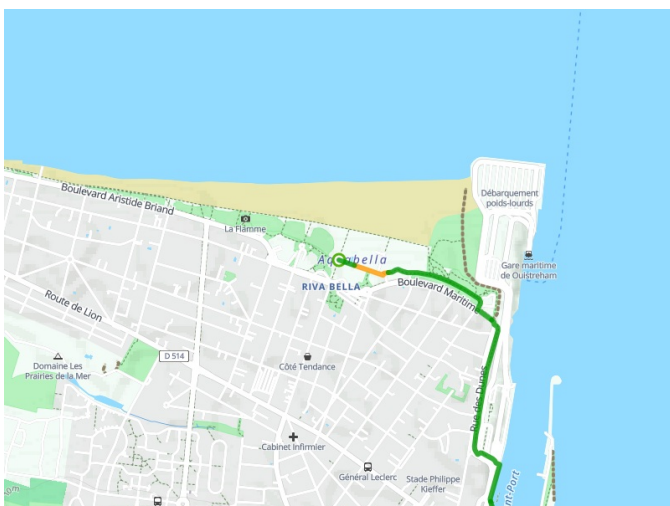 Débarquement
poids-lourds
Boulevard Aristide Briand
La Flamme
Gare maritime
de Ouistreham
RIVA BELLA
Boulevard Maritime
Route de Lion
D 514
Côté Tendance
Domaine Les
Prairies de la Mer
Rue des Dunes
Cabinet Infirmier
Général Leclerc
Stade Philippe
Kieffer